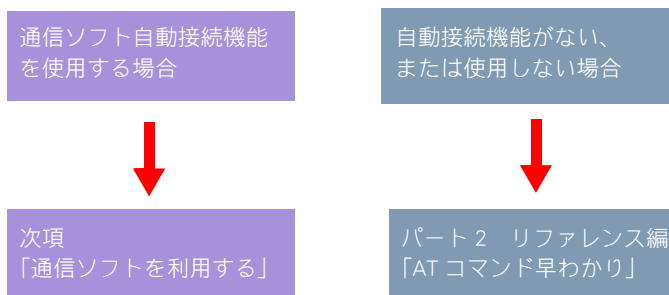 通信ソフト自動接続機能
を使用する場合
自動接続機能がない、
または使用しない場合
次項
「通信ソフトを利用する」
パート2 リファレンス編
「AT コマンド早わかり」